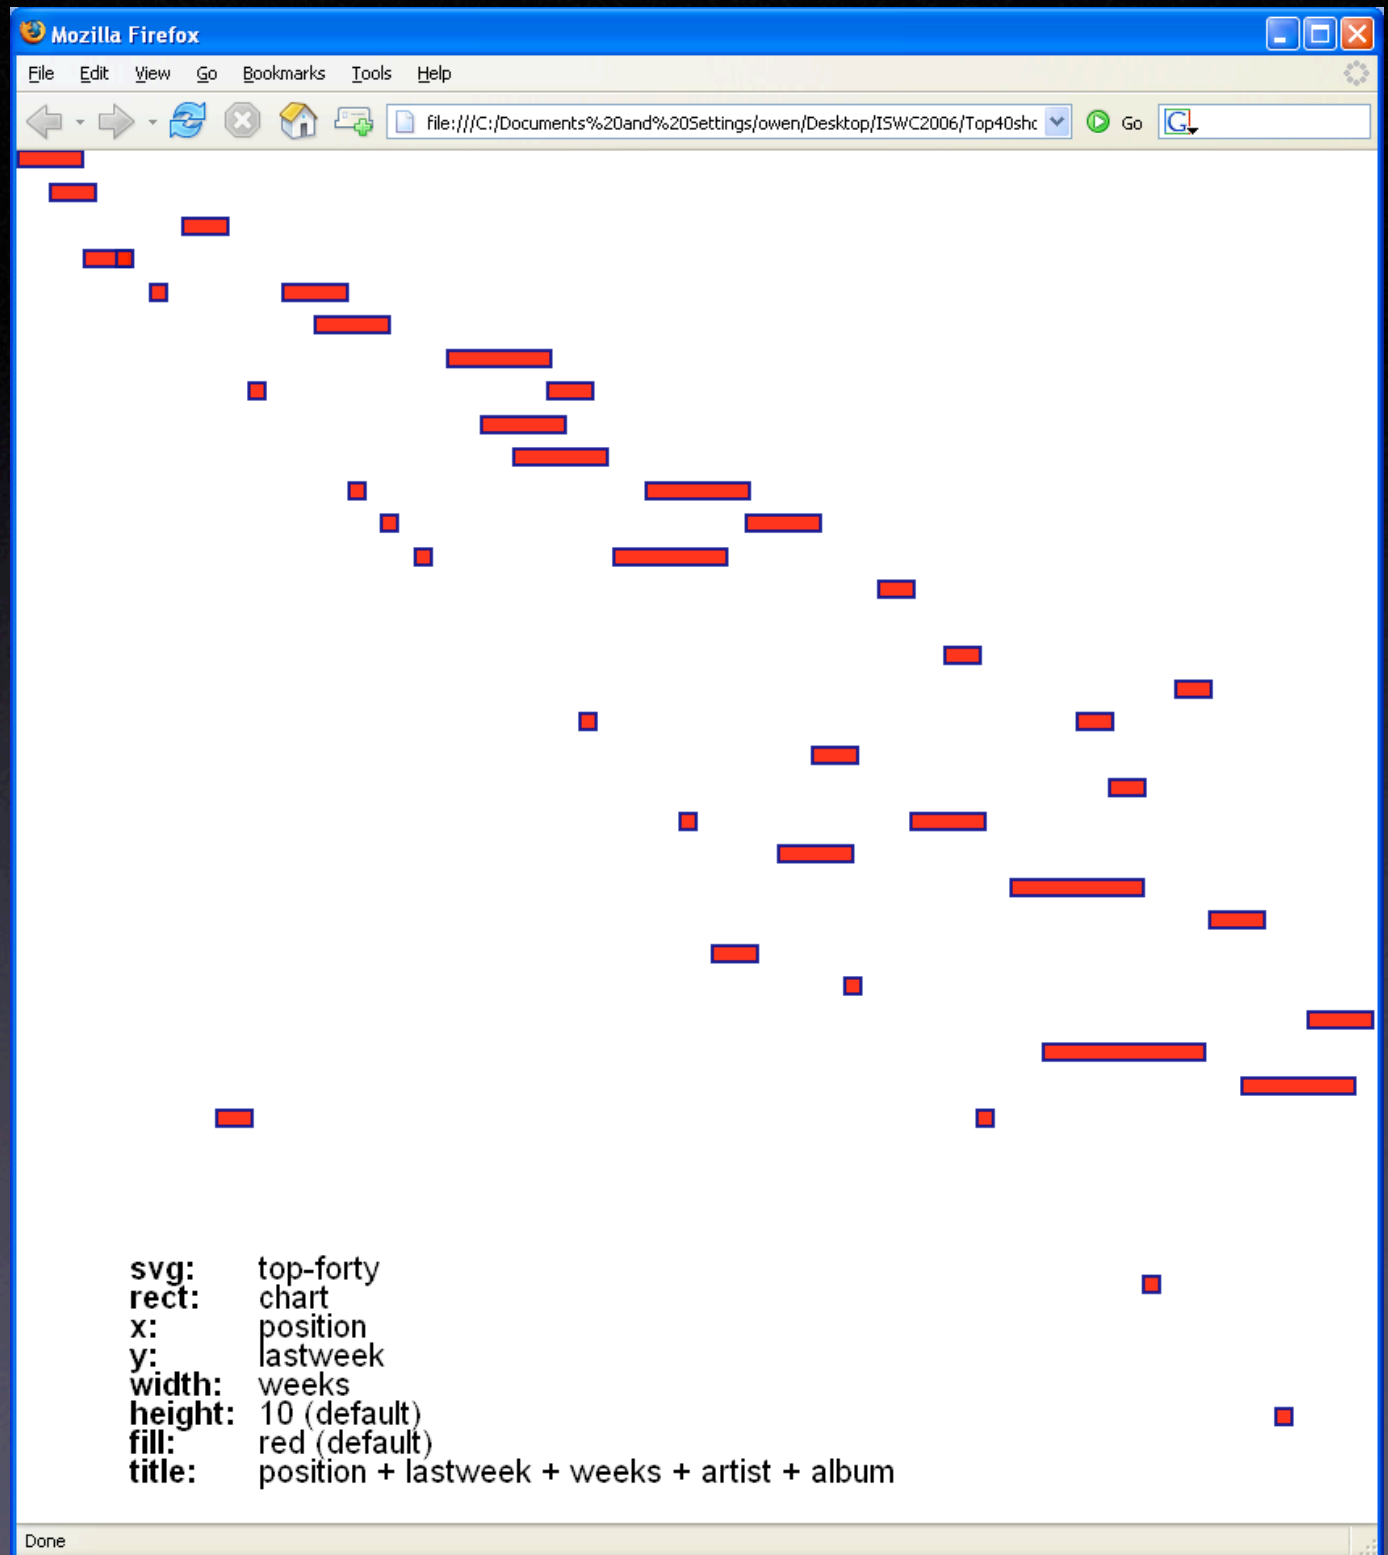 Mozilla Firefox
File Edit View Go Bookmarks Tools Help
file:///C:/Documents%20and%20Settings/owen/Desktop/ISWC2006/Top40shc Go G
svg: top-forty
rect: chart
x: position
y: lastweek
width: weeks
height: 10 (default)
fill: red (default)
title: position + lastweek + weeks + artist + album
Done